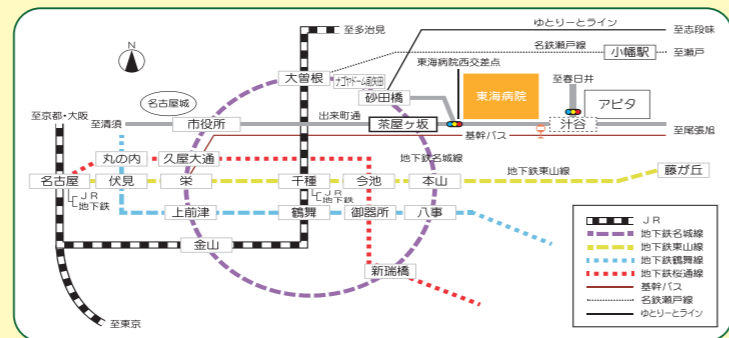 至多治見
ゆとりーとライン
至志段味
名鉄瀬戸線
小幡駅
至瀬戸
N
東海病院西交差点
大曽根
ナゴヤドーム前矢田
砂田橋
東海病院
至春日井
アピタ
名古屋城
至京都・大阪
至清須
市役所
出来町通
茶屋ヶ坂
汁谷
基幹バス
至尾張旭
丸の内
久屋大通
地下鉄名城線
地下鉄東山線
藤が丘
名古屋
伏見
栄
千種
今池
本山
JR
地下鉄
JR
地下鉄
上前津
鶴舞
御器所
八事
金山
新瑞橋
至東京
JR
地下鉄名城線
地下鉄東山線
地下鉄鶴舞線
地下鉄桜通線
基幹バス
名鉄瀬戸線
ゆとりーとライン